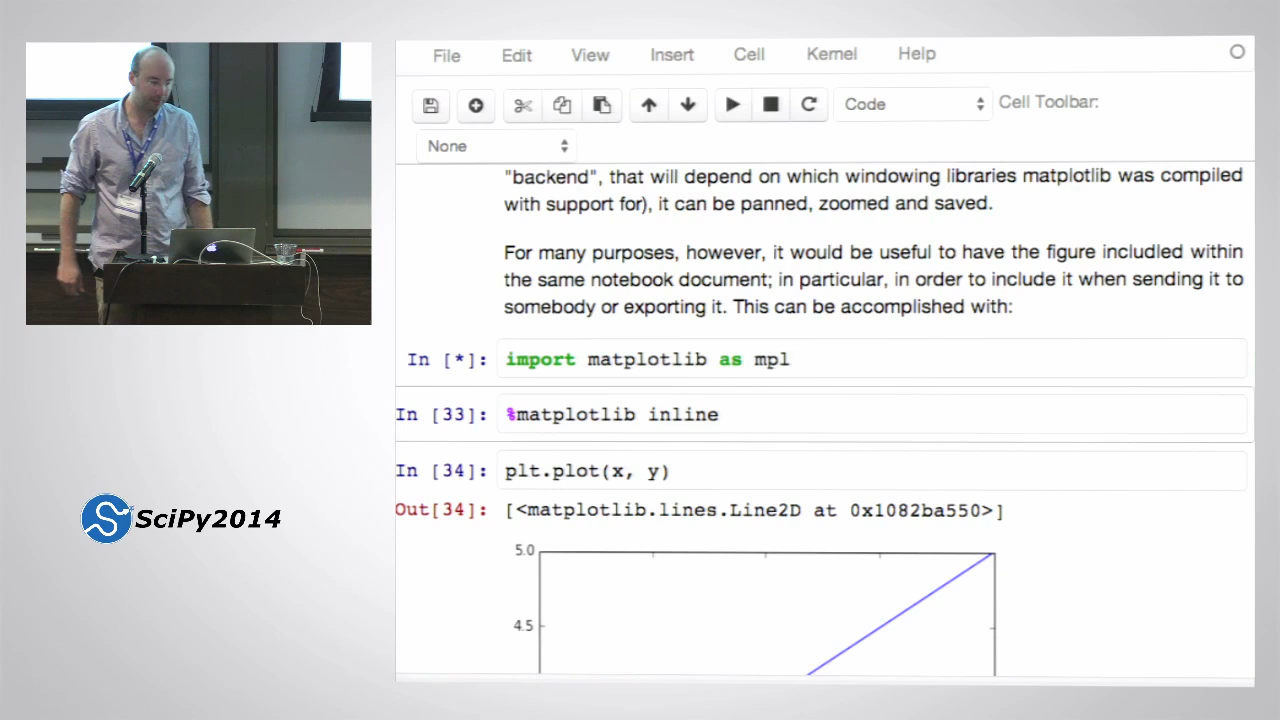 File Edit View Insert Cell Kernel Help
Code Cell Toolbar:
None
"backend", that will depend on which windowing libraries matplotlib was compiled
with support for), it can be panned, zoomed and saved.
For many purposes, however, it would be useful to have the figure includled within
the same notebook document; in particular, in order to include it when sending it to
somebody or exporting it. This can be accomplished with:
In [*]: import matplotlib as mpl
In [33]: %matplotlib inline
In [34]: plt.plot(x, y)
Out[34]: [<matplotlib.lines.Line2D at 0x1082ba550>]
5.0
4.5
SciPy2014